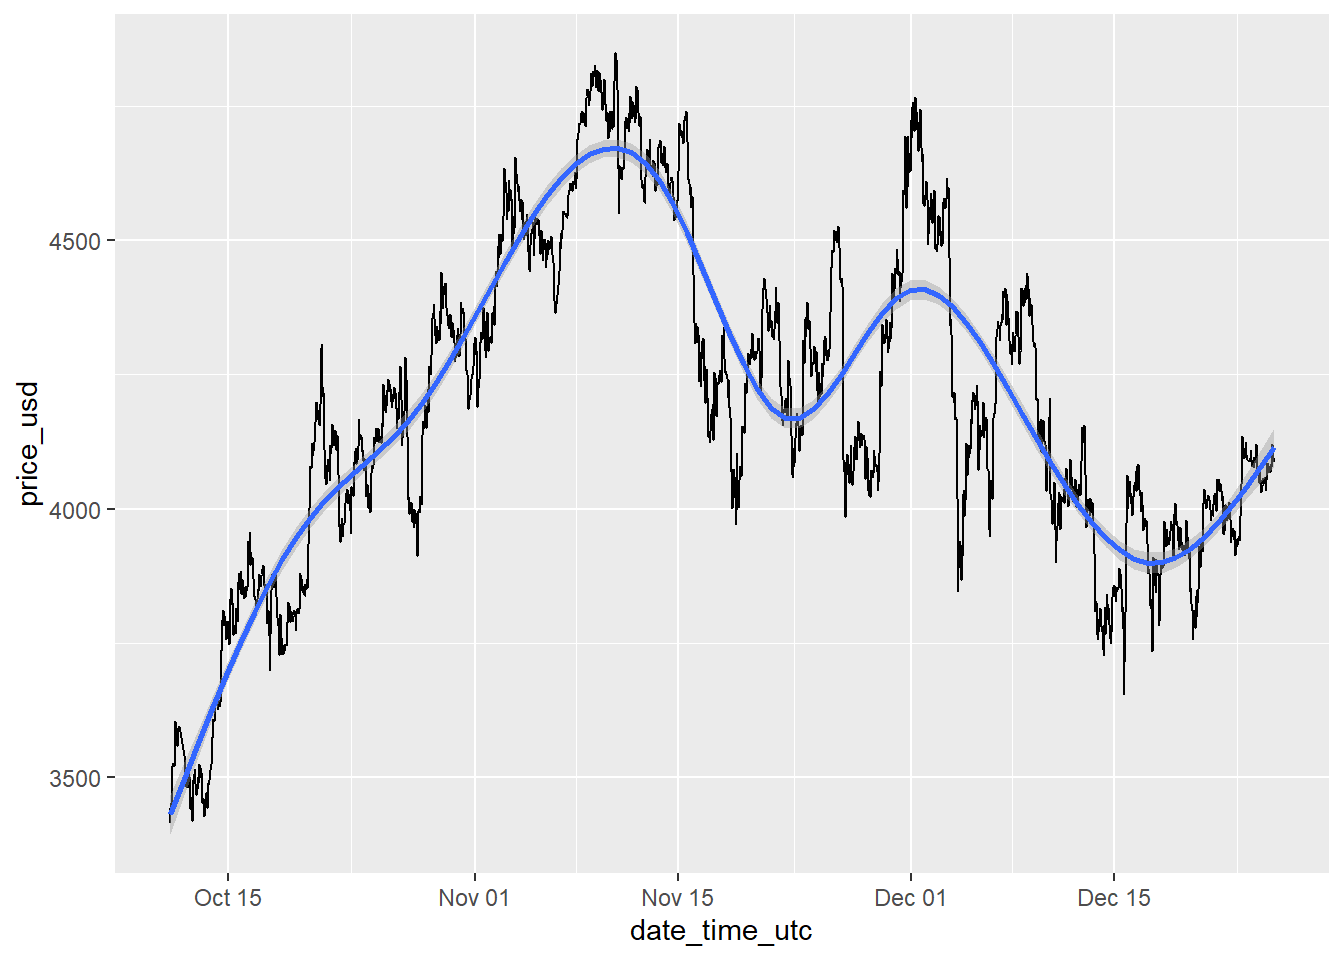 price_usd
4500
4000
3500
Oct 15
Nov 01
Nov 15
Dec 01
Dec 15
date_time_utc